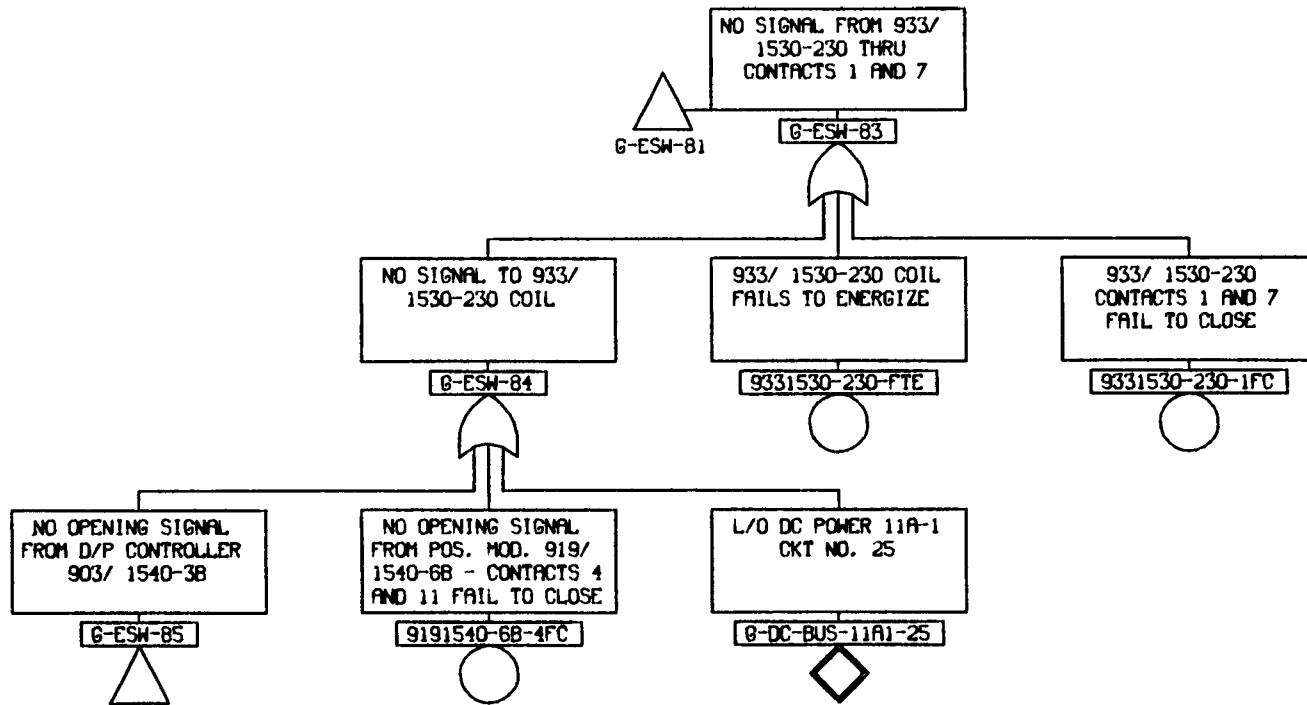 NO SIGNAL FROM 933/
1530-230 THRU
CONTACTS 1 AND 7
G-ESW-81
G-ESW-83
NO SIGNAL TO 933/
1530-230 COIL
G-ESW-84
933/ 1530-230 COIL
FAILS TO ENERGIZE
9331530-230-FTE
933/ 1530-230
CONTACTS 1 AND 7
FAIL TO CLOSE
9331530-230-1FC
NO OPENING SIGNAL
FROM D/P CONTROLLER
903/ 1540-3B
G-ESW-85
NO OPENING SIGNAL
FROM POS. MOD. 919/
1540-6B - CONTACTS 4
AND 11 FAIL TO CLOSE
9191540-6B-4FC
L/O DC POWER 11A-1
CKT NO. 25
G-DC-BUS-11A1-25